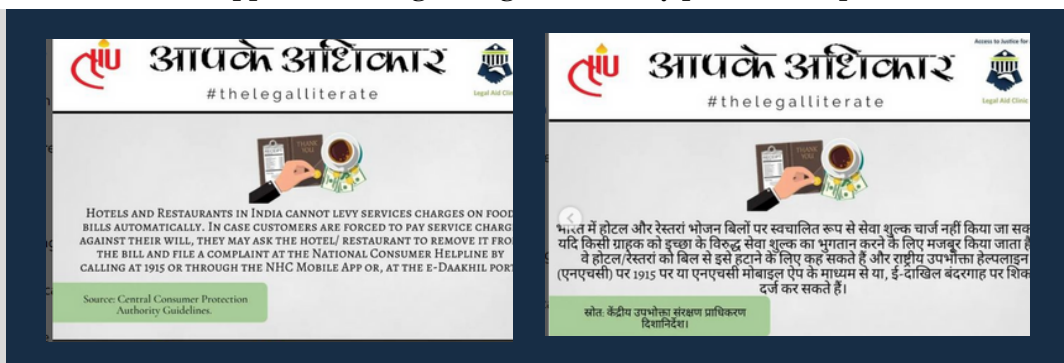 आपके अधिकार
#thelegalliterate
Legal Aid Clinic
THANK YOU
HOTELS AND RESTAURANTS IN INDIA CANNOT LEVY SERVICES CHARGES ON FOOD
BILLS AUTOMATICALLY. IN CASE CUSTOMERS ARE FORCED TO PAY SERVICE CHARG
AGAINST THEIR WILL, THEY MAY ASK THE HOTEL/ RESTAURANT TO REMOVE IT FRO
THE BILL AND FILE A COMPLAINT AT THE NATIONAL CONSUMER HELPLINE BY
CALLING AT 1915 OR THROUGH THE NHC MOBILE APP OR, AT THE E-DAAKHIL PORT
Source: Central Consumer Protection
Authority Guidelines.
Access to Justice for
आपके अधिकार
#thelegalliterate
Legal Aid Clinic
THANK YOU
भारत में होटल और रेस्तरां भोजन बिलों पर स्वचालित रूप से सेवा शुल्क चार्ज नहीं किया जा सक
यदि किसी ग्राहक को इच्छा के विरुद्ध सेवा शुल्क का भुगतान करने के लिए मजबूर किया जाता है
वे होटल/रेस्तरां को बिल से इसे हटाने के लिए कह सकते हैं और राष्ट्रीय उपभोक्ता हेल्पलाइन
(एनएचसी) पर 1915 पर या एनएचसी मोबाइल ऐप के माध्यम से या, ई-दाखिल बंदरगाह पर शिक
दर्ज कर सकते हैं।
स्रोत: केंद्रीय उपभोक्ता संरक्षण प्राधिकरण
दिशानिर्देश।